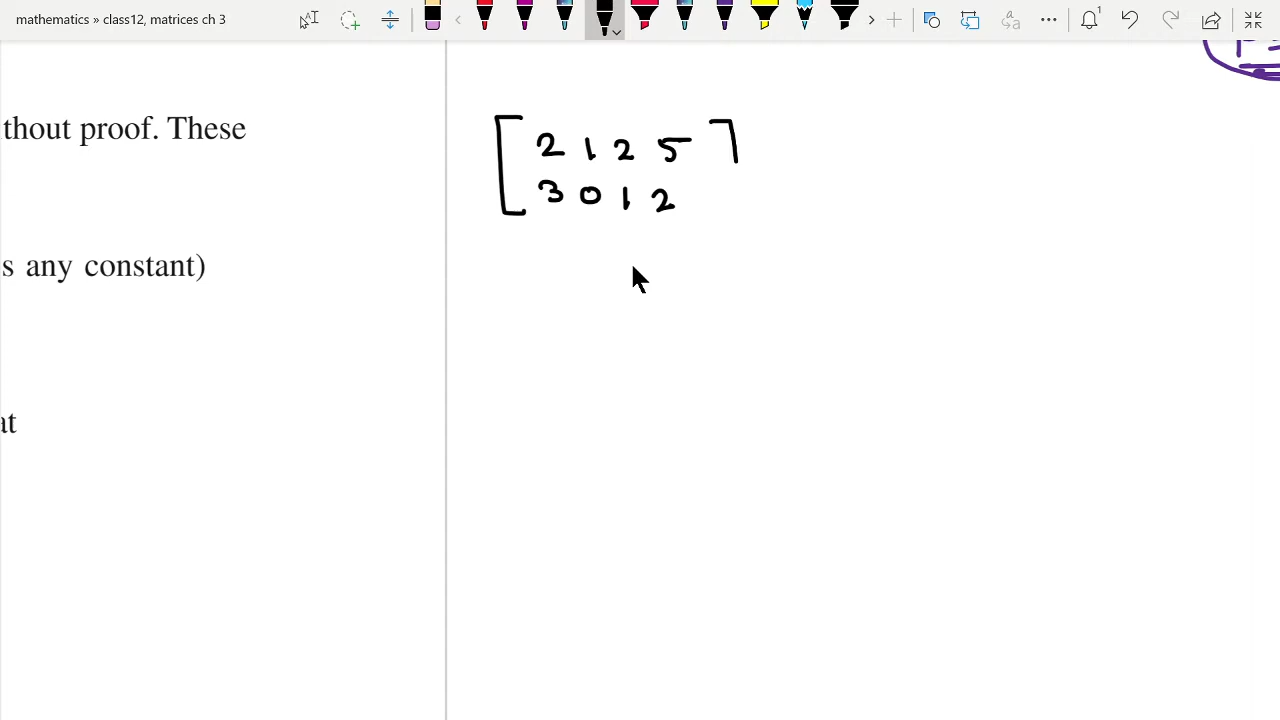 mathematics » class12, matrices ch 3
1
thout proof. These
2 1 2 5
3 0 1 2
s any constant)
at